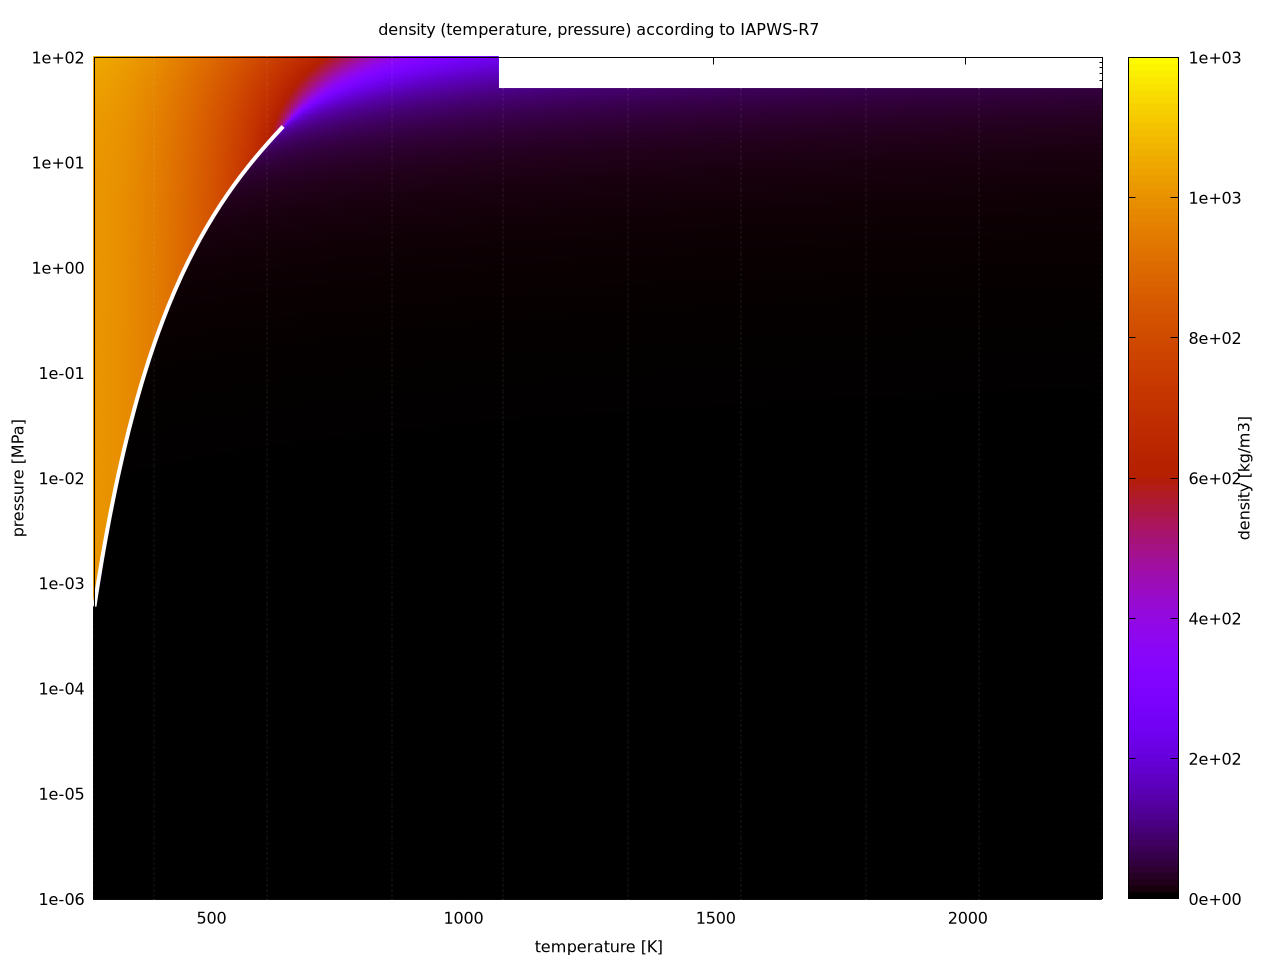 density (temperature, pressure) according to IAPWS-R7
1e+02
1e+01
1e+00
1e-01
1e-02
1e-03
1e-04
1e-05
1e-06
pressure [MPa]
500
1000
1500
2000
temperature [K]
1e+03
1e+03
8e+02
6e+02
4e+02
2e+02
0e+00
density [kg/m3]